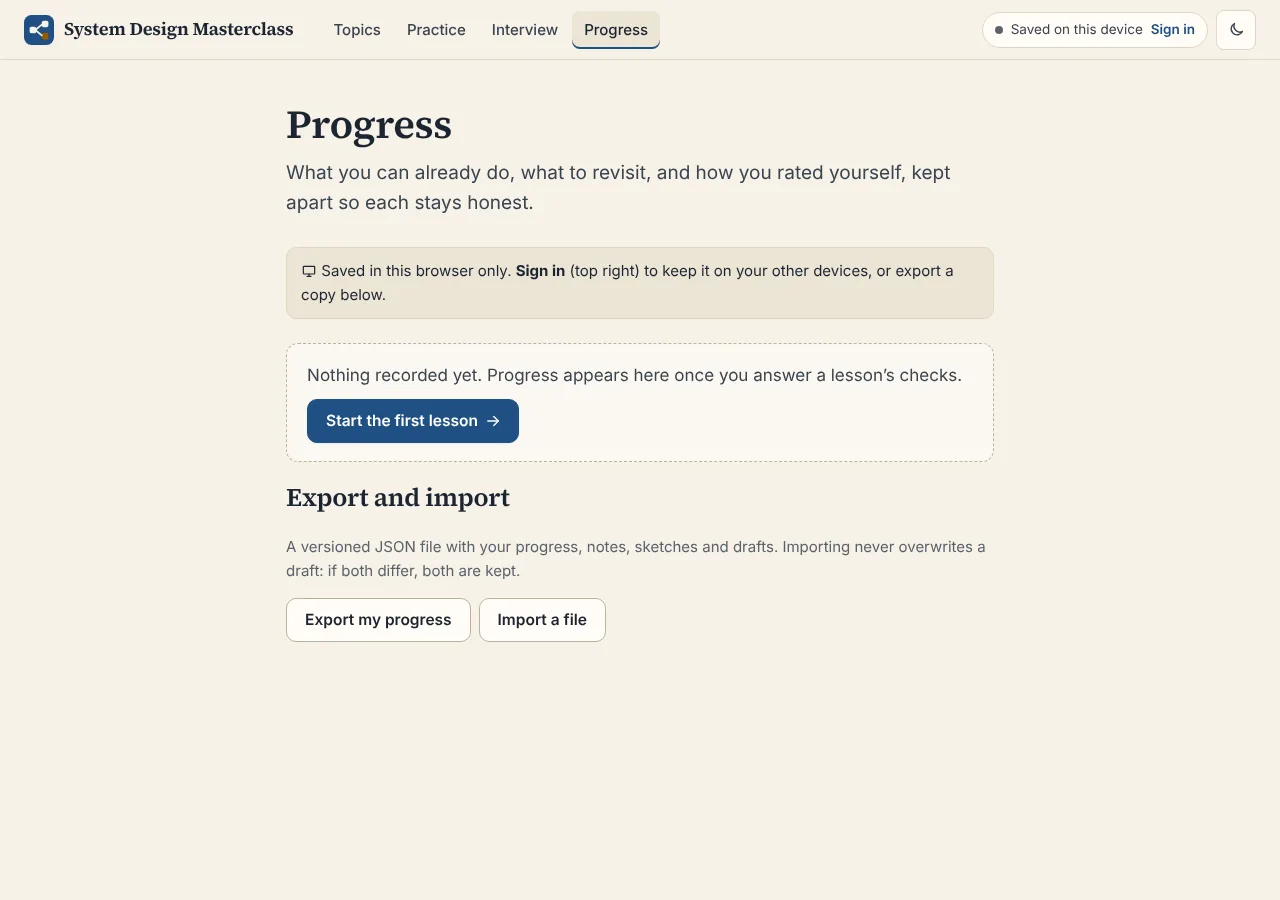 System Design Masterclass
Topics
Practice
Interview
Progress
Saved on this device Sign in
Progress
What you can already do, what to revisit, and how you rated yourself, kept
apart so each stays honest.
Saved in this browser only. Sign in (top right) to keep it on your other devices, or export a
copy below.
Nothing recorded yet. Progress appears here once you answer a lesson’s checks.
Start the first lesson →
Export and import
A versioned JSON file with your progress, notes, sketches and drafts. Importing never overwrites a
draft: if both differ, both are kept.
Export my progress
Import a file